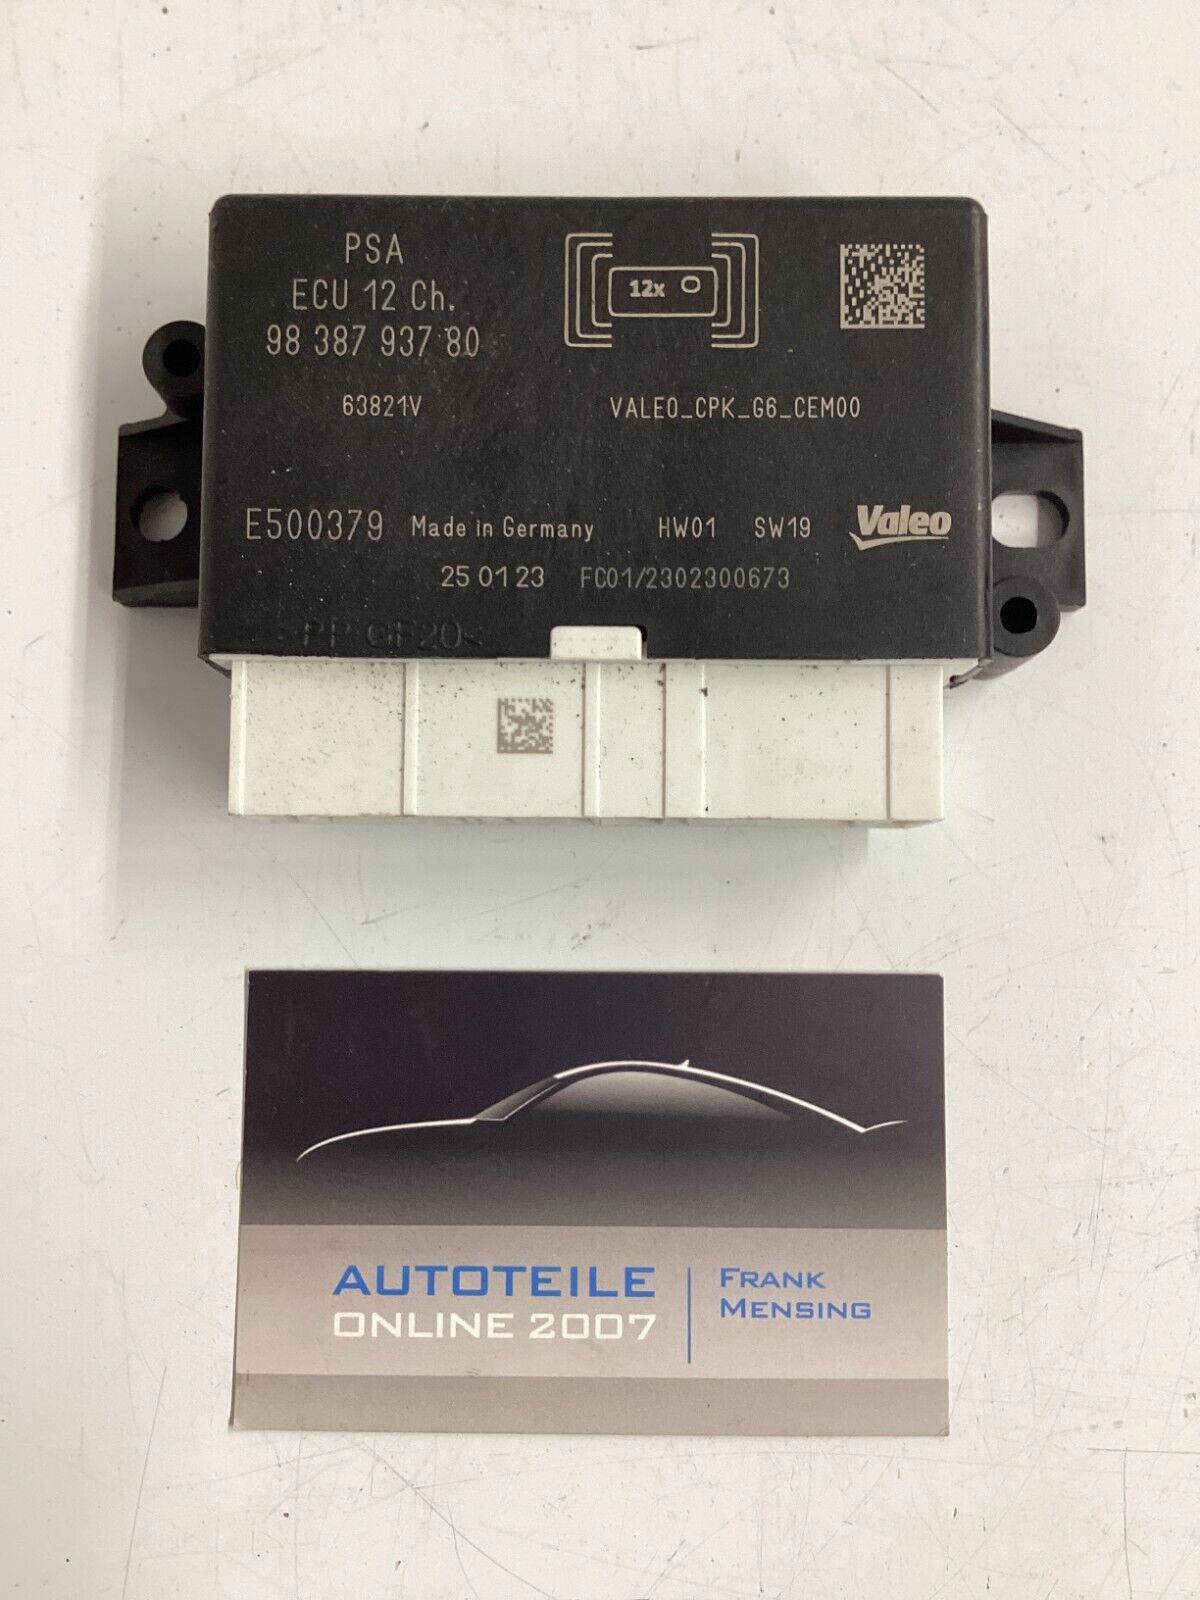 PSA
ECU 12 Ch.
98 387 937 80
12x
63821V
VALEO_CPK_G6_CEM00
E500379 Made in Germany HW01 SW19 Valeo
25 01 23 FC01/2302300673
>PP GF20<
AUTOTEILE
ONLINE 2007
FRANK
MENSING